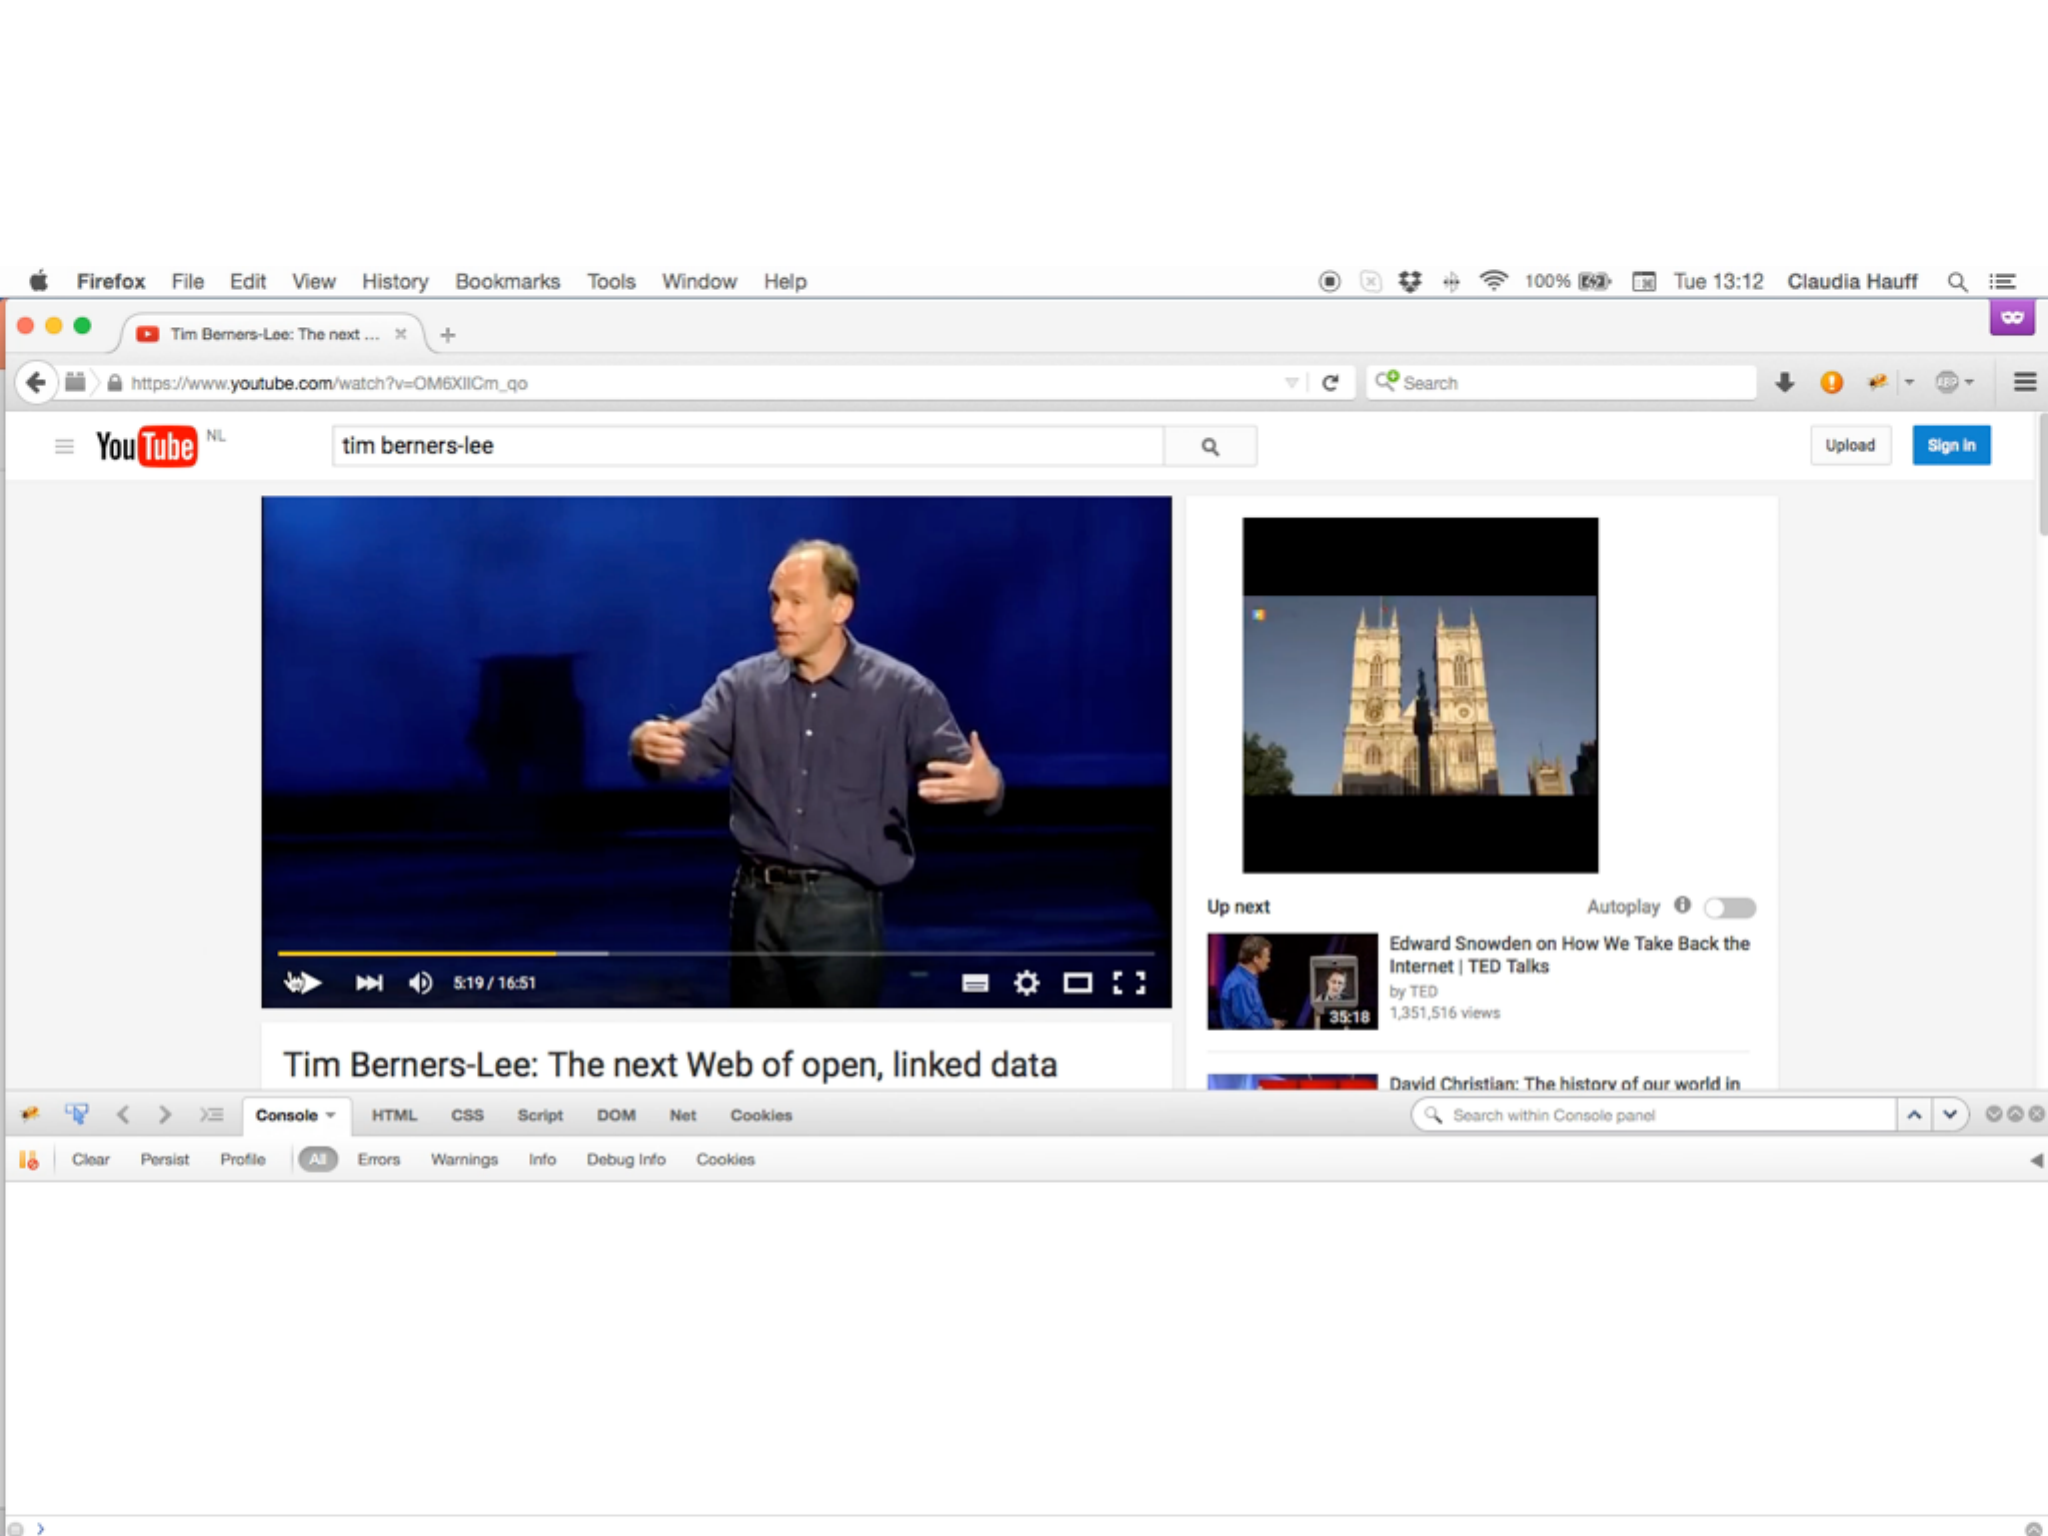 Firefox File Edit View History Bookmarks Tools Window Help 100% Tue 13:12 Claudia Hauff
Tim Berners-Lee: The next ...
https://www.youtube.com/watch?v=OM6XIICm_qo Search ABP
YouTube NL tim berners-lee Upload Sign in
5:19 / 16:51
Tim Berners-Lee: The next Web of open, linked data
Up next Autoplay
Edward Snowden on How We Take Back the
Internet | TED Talks
by TED
1,351,516 views
35:18
David Christian: The history of our world in
Console HTML CSS Script DOM Net Cookies Search within Console panel
Clear Persist Profile All Errors Warnings Info Debug Info Cookies